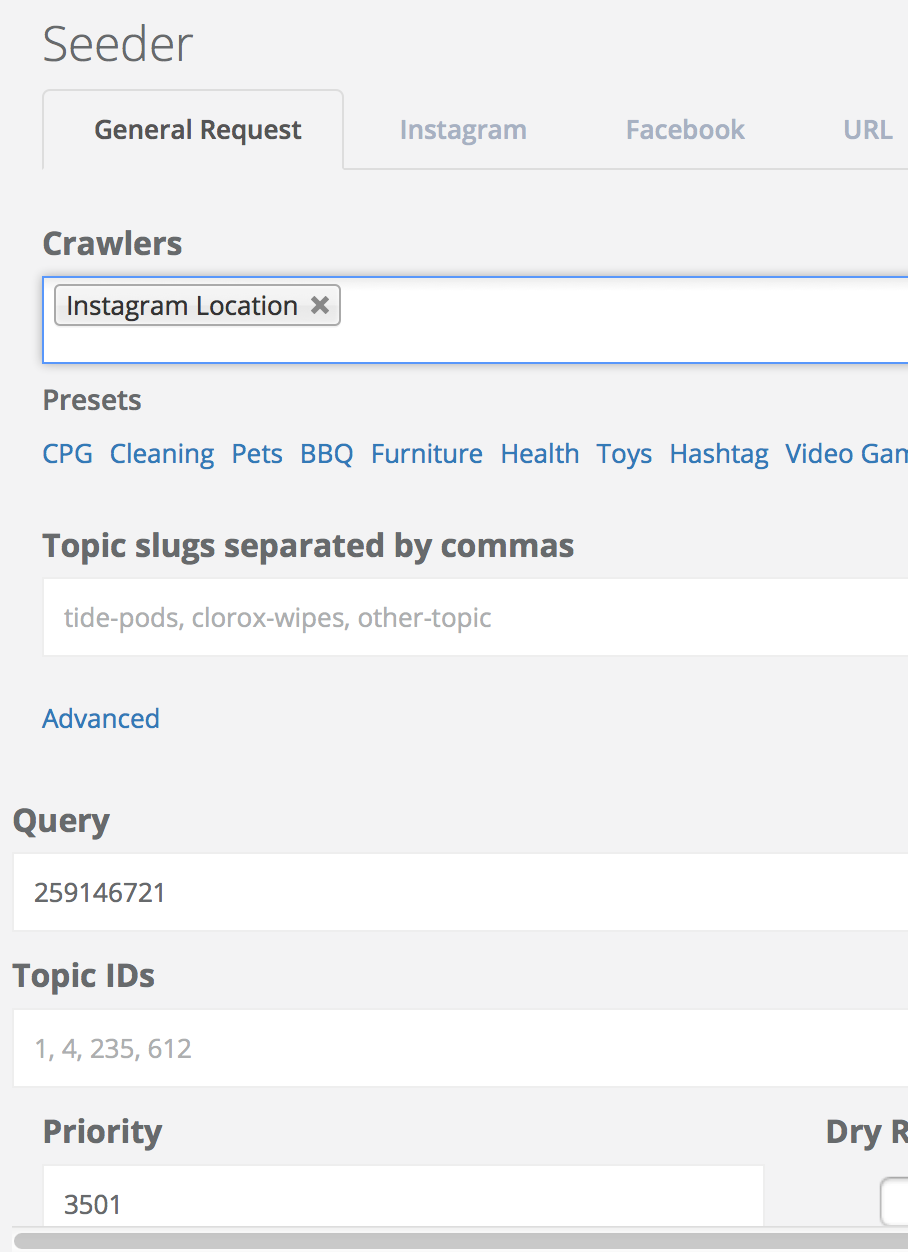 Seeder
General Request Instagram Facebook URL
Crawlers
Instagram Location ✖
Presets
CPG Cleaning Pets BBQ Furniture Health Toys Hashtag Video Gam
Topic slugs separated by commas
tide-pods, clorox-wipes, other-topic
Advanced
Query
259146721
Topic IDs
1, 4, 235, 612
Priority Dry R
3501